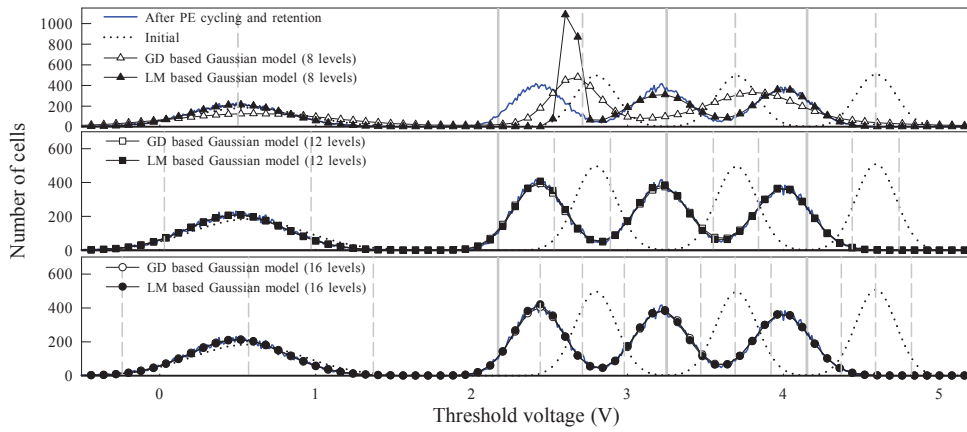 1000
800
600
400
200
0
After PE cycling and retention
Initial
GD based Gaussian model (8 levels)
LM based Gaussian model (8 levels)
600
400
200
0
GD based Gaussian model (12 levels)
LM based Gaussian model (12 levels)
Number of cells
600
400
200
0
GD based Gaussian model (16 levels)
LM based Gaussian model (16 levels)
0 1 2 3 4 5
Threshold voltage (V)